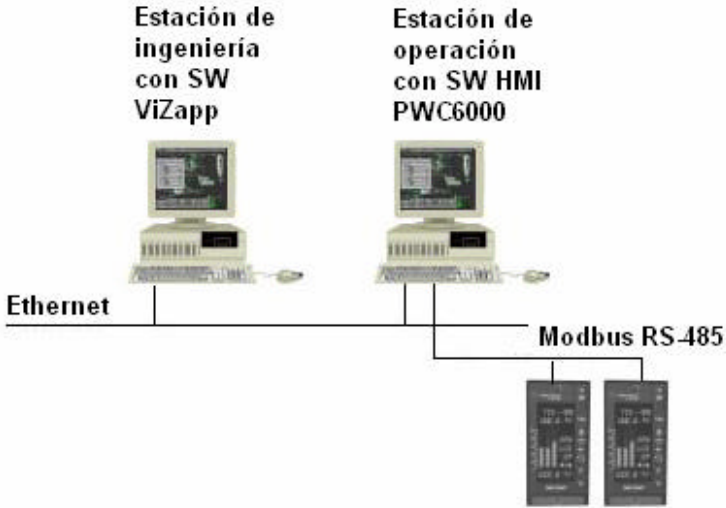 Estación de
ingeniería
con SW
ViZapp
Estación de
operación
con SW HMI
PWC6000
Ethernet
Modbus RS-485